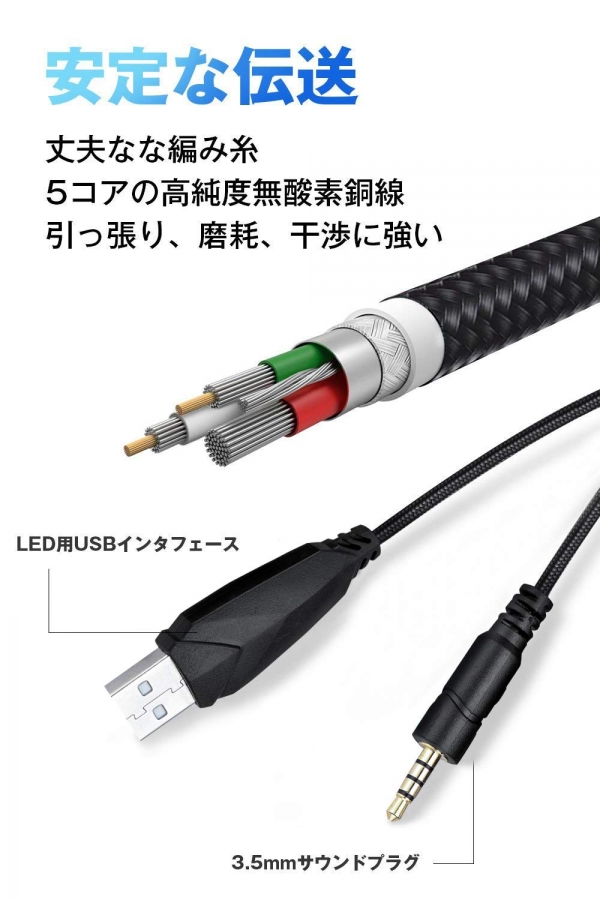 安定な伝送
丈夫なな編み糸
5コアの高純度無酸素銅線
引っ張り、磨耗、干渉に強い
LED用USBインタフェース
3.5mmサウンドプラグ